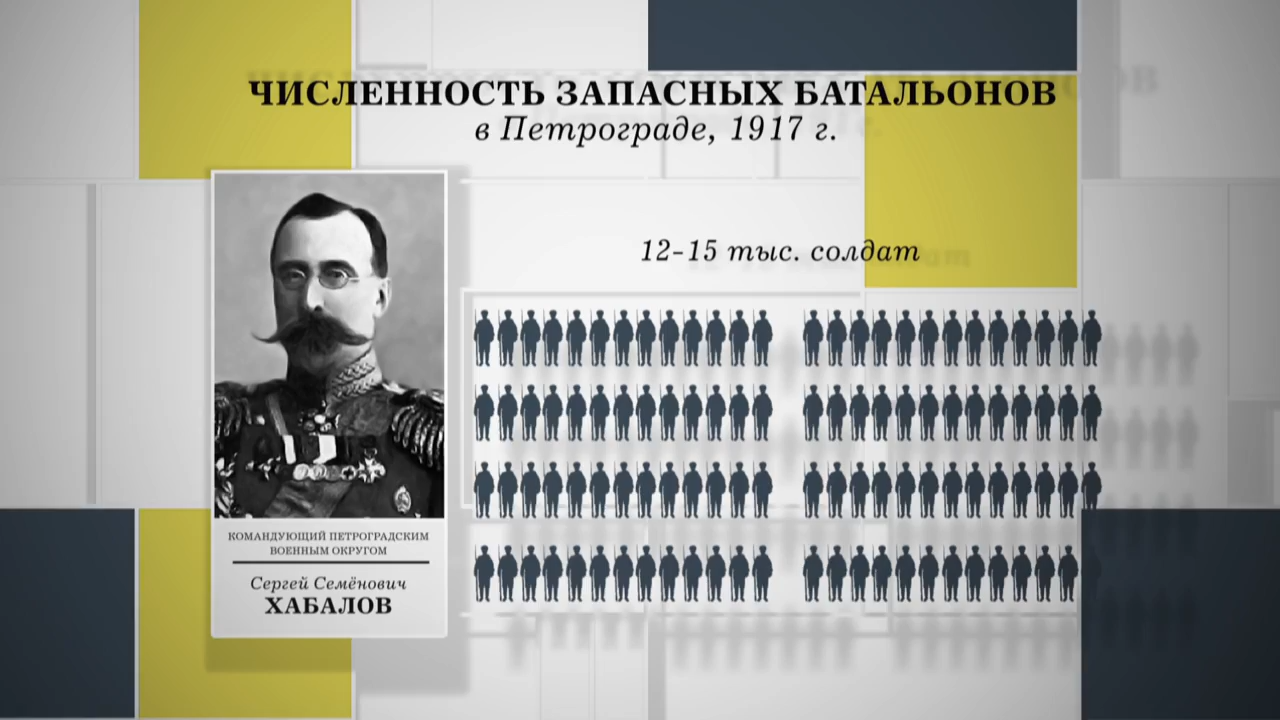 ЧИСЛЕННОСТЬ ЗАПАСНЫХ БАТАЛЬОНОВ
в Петрограде, 1917 г.
12-15 тыс. солдат
КОМАНДУЮЩИЙ ПЕТРОГРАДСКИМ
ВОЕННЫМ ОКРУГОМ
Сергей Семёнович
ХАБАЛОВ